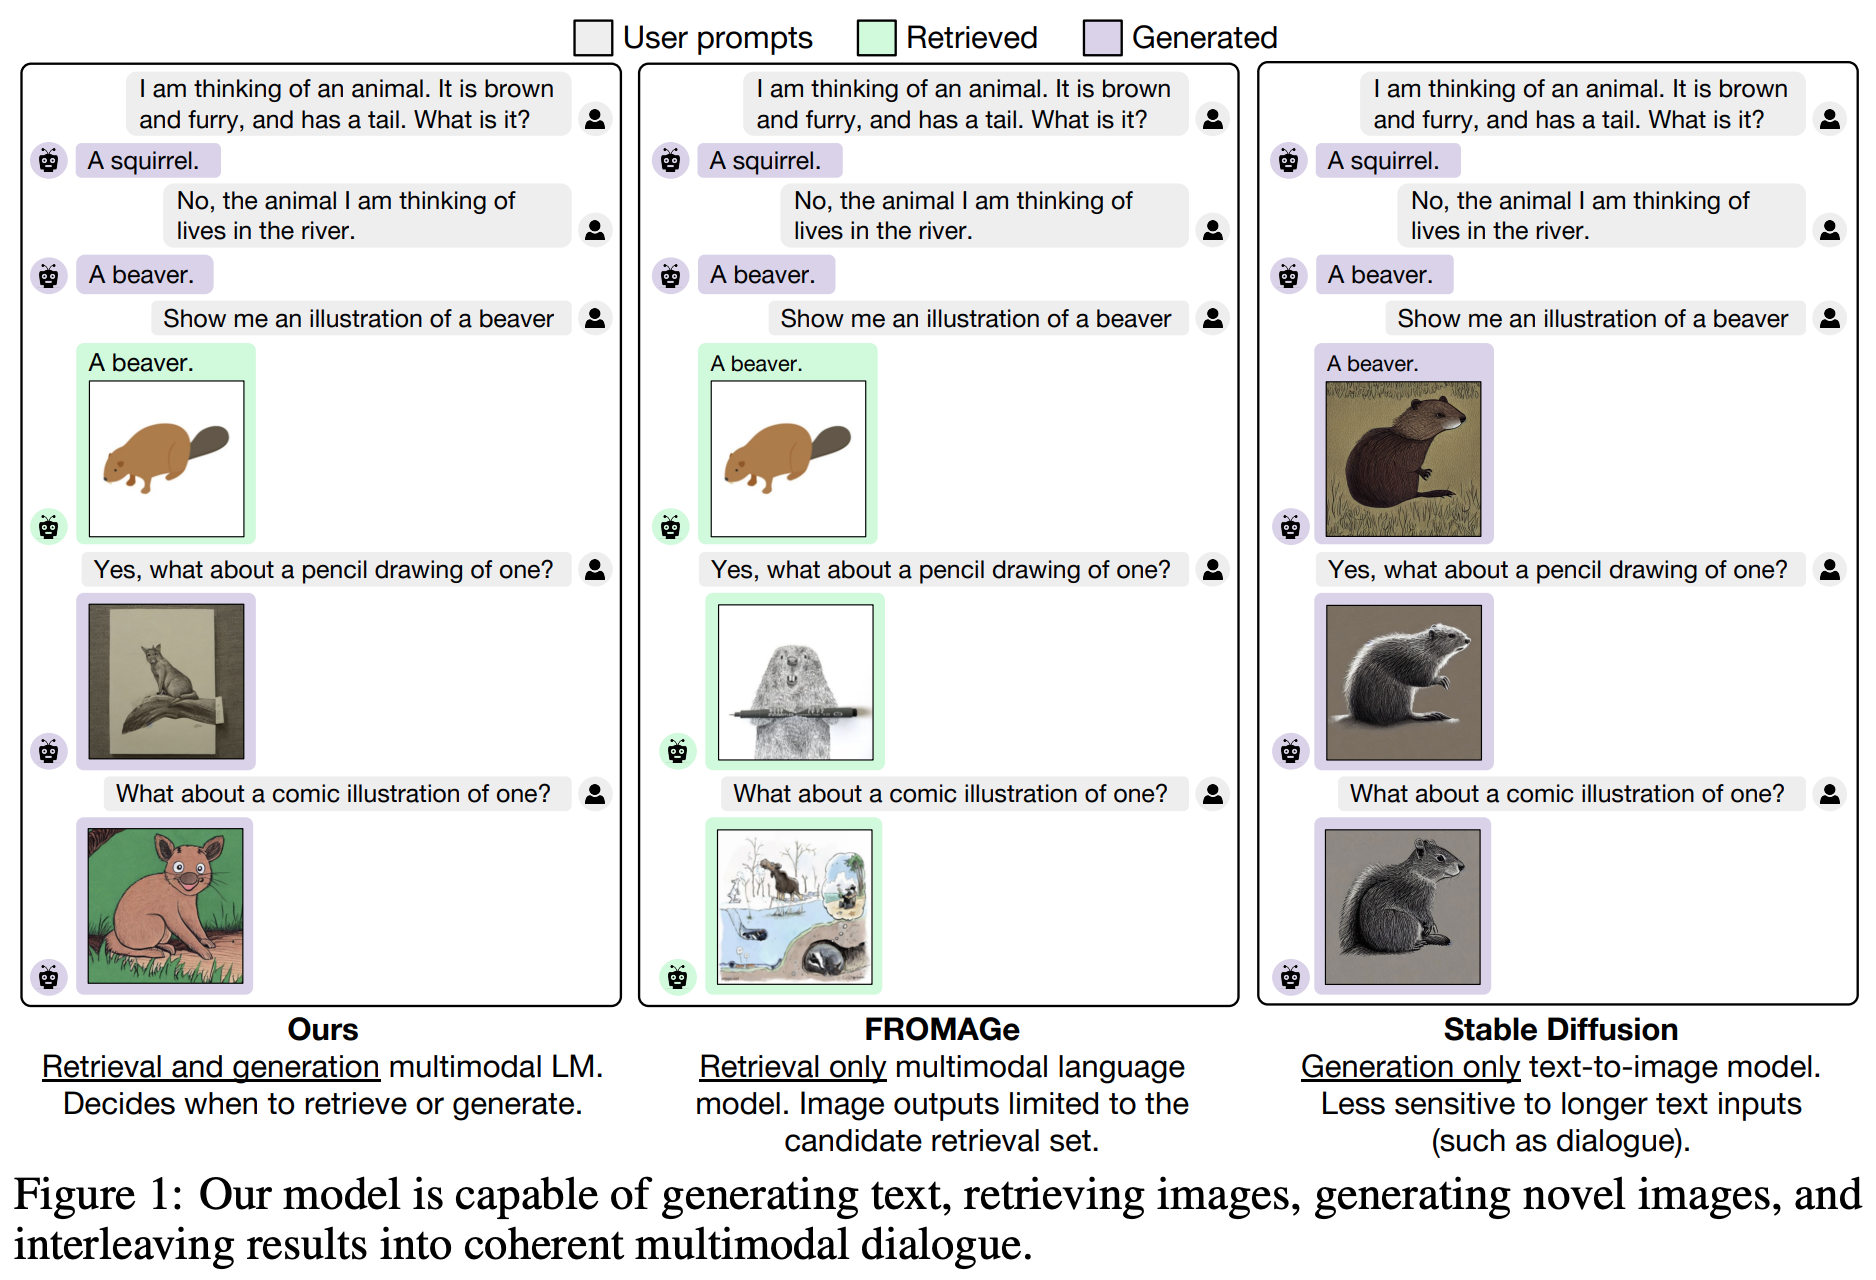 User prompts
Retrieved
Generated
I am thinking of an animal. It is brown
and furry, and has a tail. What is it?
A squirrel.
No, the animal I am thinking of
lives in the river.
A beaver.
Show me an illustration of a beaver
A beaver.
Yes, what about a pencil drawing of one?
What about a comic illustration of one?
Ours
Retrieval and generation multimodal LM.
Decides when to retrieve or generate.
I am thinking of an animal. It is brown
and furry, and has a tail. What is it?
A squirrel.
No, the animal I am thinking of
lives in the river.
A beaver.
Show me an illustration of a beaver
A beaver.
Yes, what about a pencil drawing of one?
What about a comic illustration of one?
FROMAGe
Retrieval only multimodal language
model. Image outputs limited to the
candidate retrieval set.
I am thinking of an animal. It is brown
and furry, and has a tail. What is it?
A squirrel.
No, the animal I am thinking of
lives in the river.
A beaver.
Show me an illustration of a beaver
A beaver.
Yes, what about a pencil drawing of one?
What about a comic illustration of one?
Stable Diffusion
Generation only text-to-image model.
Less sensitive to longer text inputs
(such as dialogue).
Figure 1: Our model is capable of generating text, retrieving images, generating novel images, and
interleaving results into coherent multimodal dialogue.